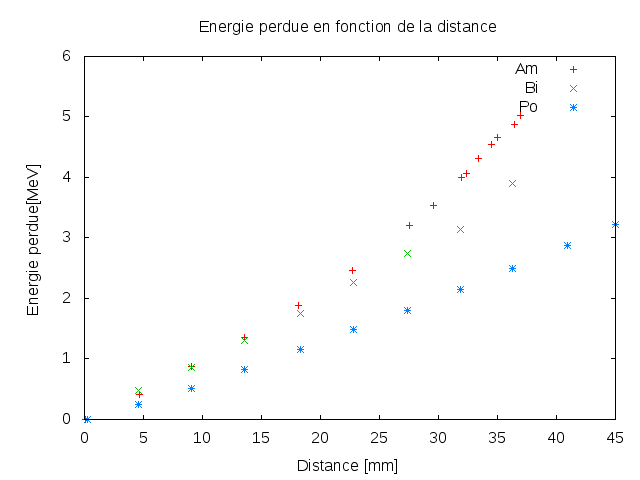 Energie perdue en fonction de la distance
6
5
4
3
2
1
0
Energie perdue[MeV]
Am
Bi
Po
0 5 10 15 20 25 30 35 40 45
Distance [mm]